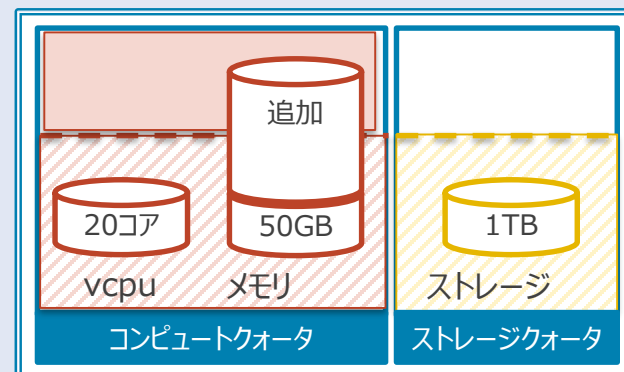 追加
20コア
50GB
1TB
vcpu
メモリ
ストレージ
コンピュートクォータ
ストレージクォータ